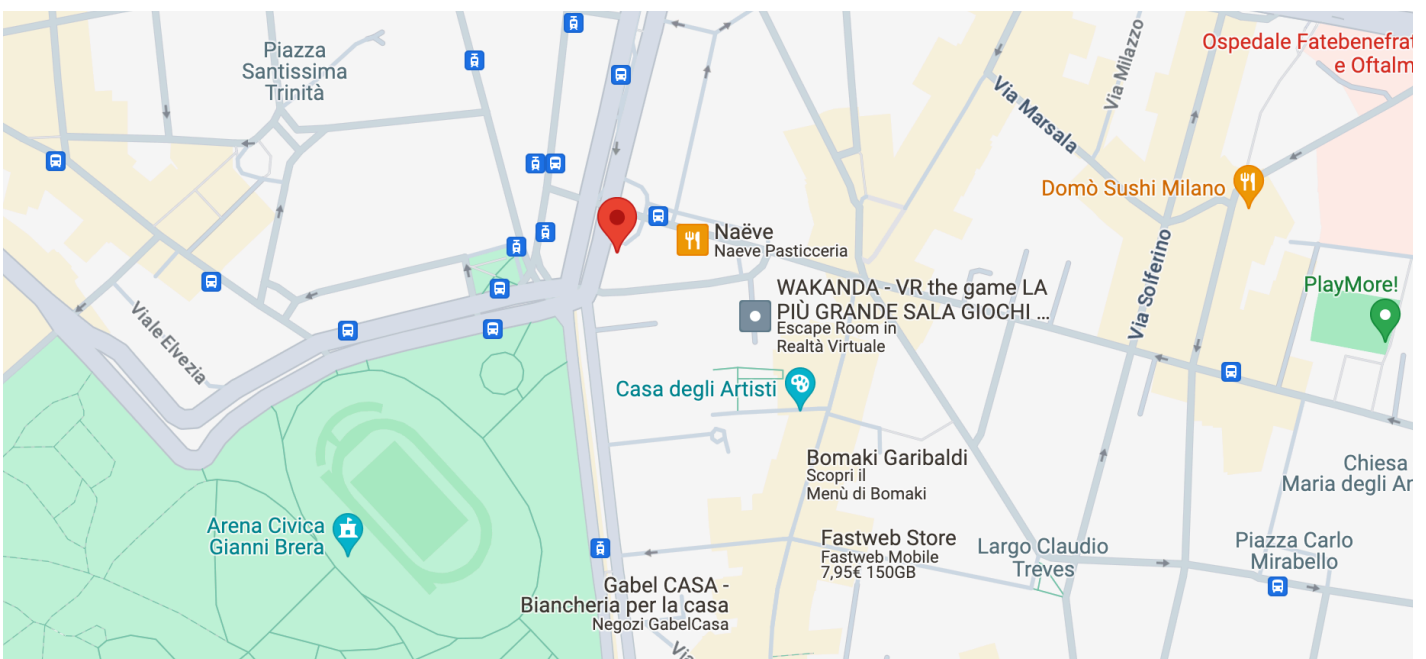 Piazza
Santissima
Trinità
Via Milazzo
Ospedale Fatebenefrat
e Oftalm
Via Marsala
Domò Sushi Milano
Naëve
Naeve Pasticceria
WAKANDA - VR the game LA
PIÙ GRANDE SALA GIOCHI ...
Escape Room in
Realtà Virtuale
Via Solferino
PlayMore!
Viale Elvezia
Casa degli Artisti
Bomaki Garibaldi
Scopri il
Menù di Bomaki
Chiesa
Maria degli Ar
Arena Civica
Gianni Brera
Fastweb Store
Fastweb Mobile
7,95€ 150GB
Largo Claudio
Treves
Piazza Carlo
Mirabello
Gabel CASA -
Biancheria per la casa
Negozi GabelCasa
Via